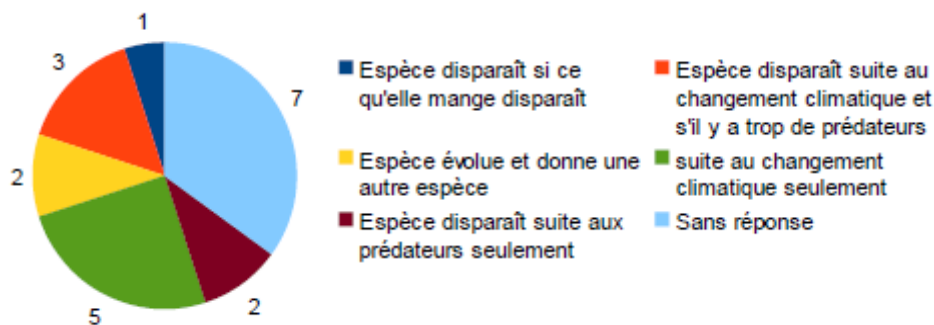 1
3
7
2
5
2
Espèce disparaît si ce
qu'elle mange disparaît
Espèce disparaît suite au
changement climatique et
s'il y a trop de prédateurs
Espèce évolue et donne une
autre espèce
suite au changement
climatique seulement
Espèce disparaît suite aux
prédateurs seulement
Sans réponse